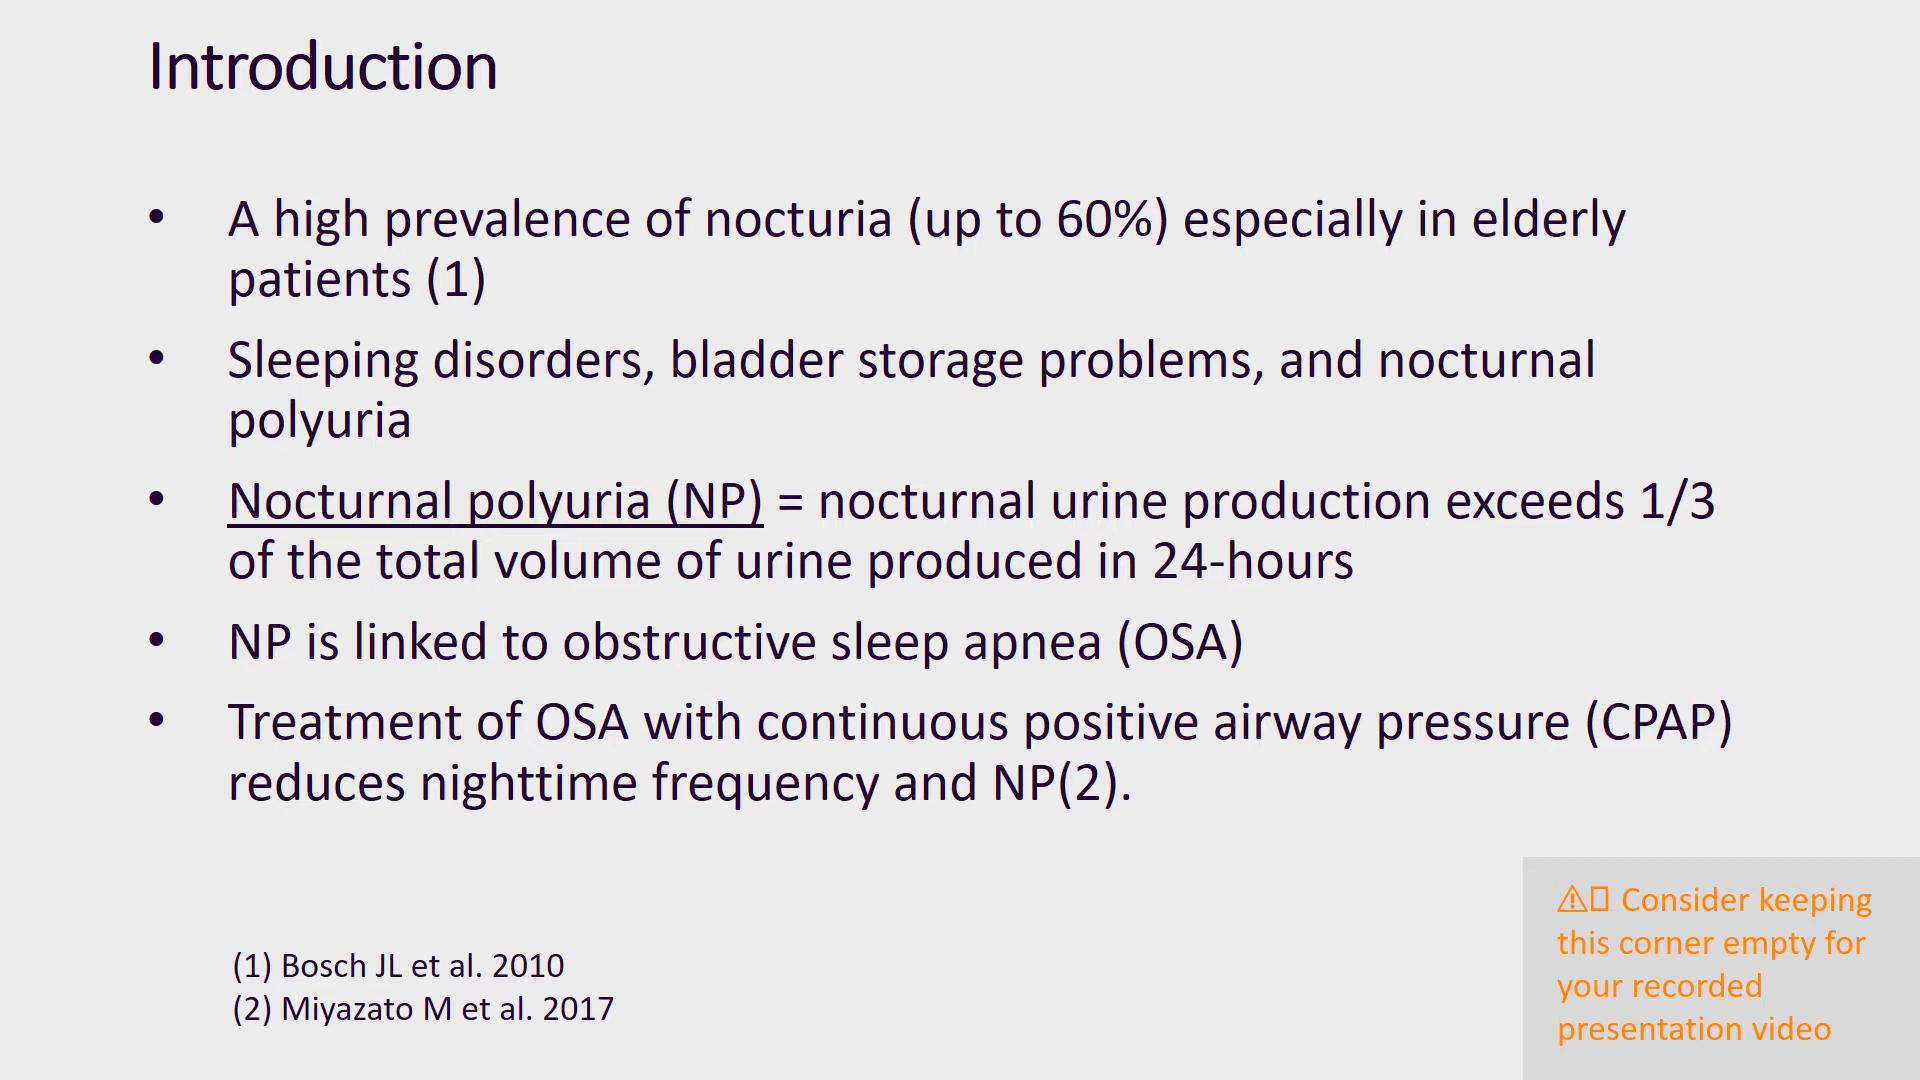 Introduction
• A high prevalence of nocturia (up to 60%) especially in elderly
patients (1)
• Sleeping disorders, bladder storage problems, and nocturnal
polyuria
• Nocturnal polyuria (NP) = nocturnal urine production exceeds 1/3
of the total volume of urine produced in 24-hours
• NP is linked to obstructive sleep apnea (OSA)
• Treatment of OSA with continuous positive airway pressure (CPAP)
reduces nighttime frequency and NP(2).
(1) Bosch JL et al. 2010
(2) Miyazato M et al. 2017
⚠ Consider keeping
this corner empty for
your recorded
presentation video